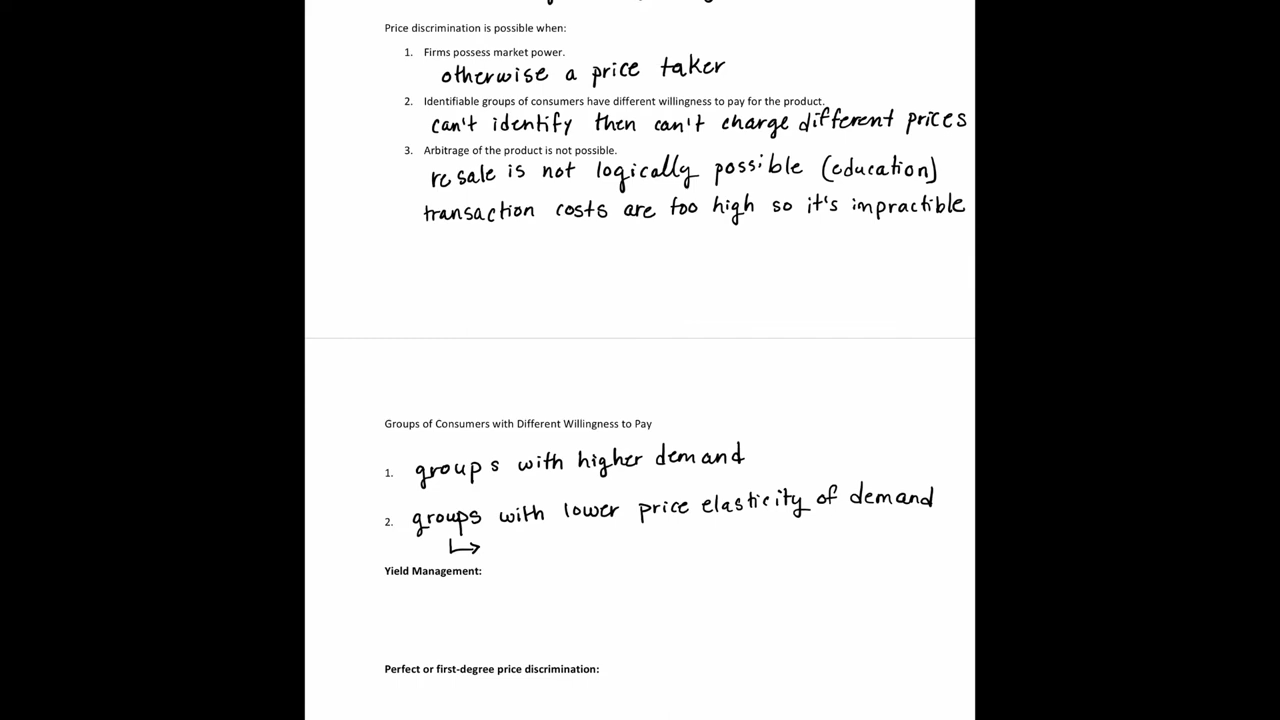 Price discrimination is possible when:
1. Firms possess market power.
otherwise a price taker
2. Identifiable groups of consumers have different willingness to pay for the product.
can't identify then can't charge different prices
3. Arbitrage of the product is not possible.
resale is not logically possible (education)
transaction costs are too high so it's impractible
Groups of Consumers with Different Willingness to Pay
1. groups with higher demand
2. groups with lower price elasticity of demand
Yield Management:
Perfect or first-degree price discrimination: